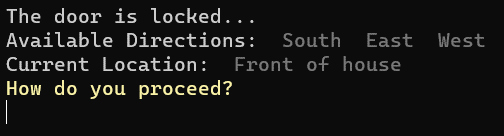 The door is locked...
Available Directions:  South  East  West
Current Location:  Front of house
How do you proceed?